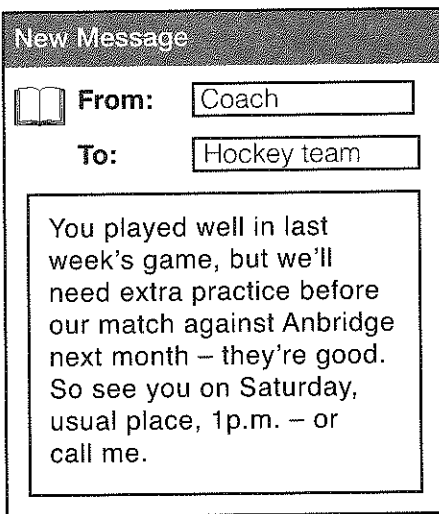 New Message
From: Coach
To: Hockey team
You played well in last
week's game, but we'll
need extra practice before
our match against Anbridge
next month – they're good.
So see you on Saturday,
usual place, 1p.m. – or
call me.